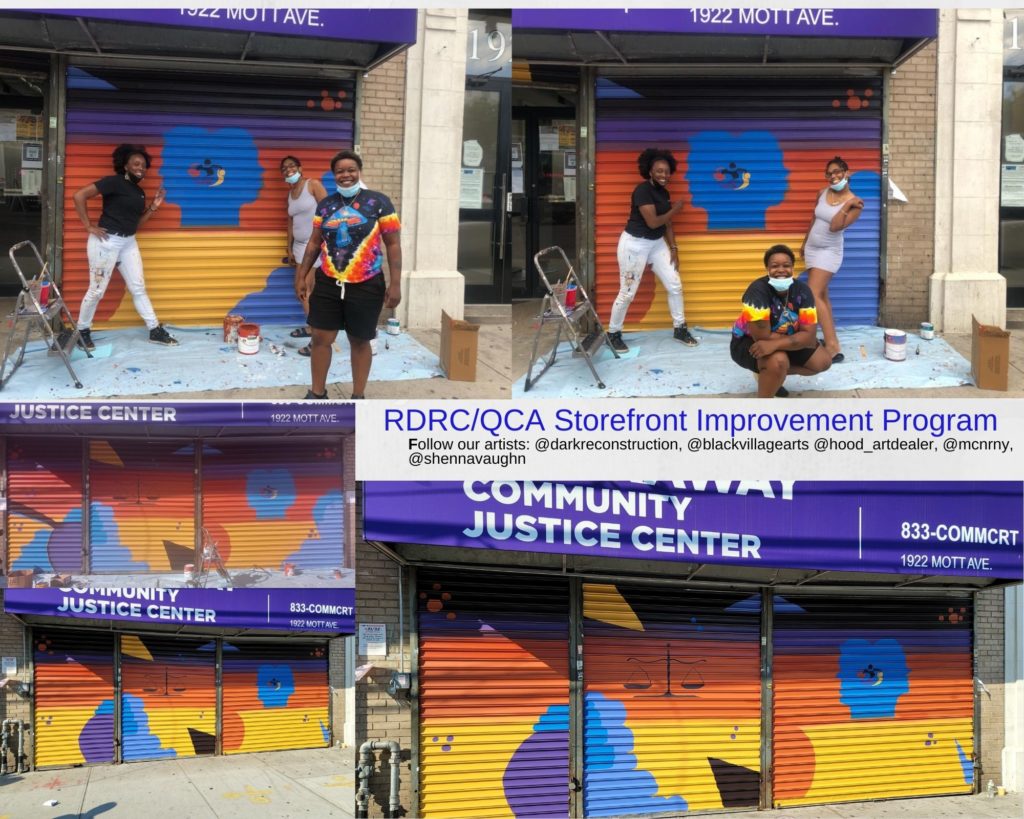 1922 MOTT AVE.
19
1922 MOTT AVE.
19
JUSTICE CENTER
1922 MOTT AVE.
RDRC/QCA Storefront Improvement Program
Follow our artists: @darkreconstruction, @blackvillagearts @hood_artdealer, @mcnrny,
@shennavaughn
COMMUNITY
JUSTICE CENTER
833-COMMCRT
1922 MOTT AVE.
COMMUNITY
JUSTICE CENTER
833-COMMCRT
1922 MOTT AVE.